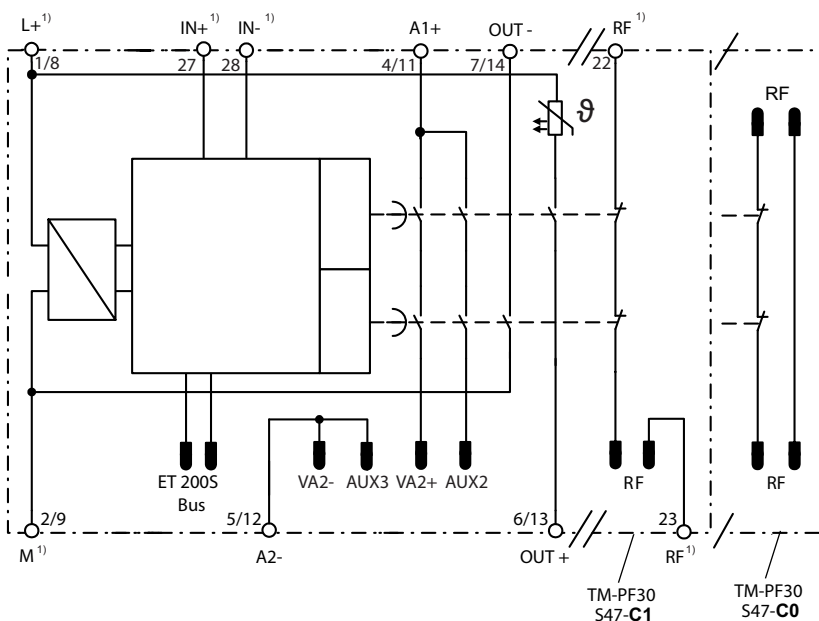 L+ 1)
IN+ 1)
IN- 1)
A1+
OUT -
RF 1)
1/8
27
28
4/11
7/14
22
RF
ϑ
ET 200S
Bus
VA2-
AUX3
VA2+
AUX2
RF
RF
2/9
5/12
6/13
23
M 1)
A2-
OUT +
RF 1)
TM-PF30
S47-C1
TM-PF30
S47-C0